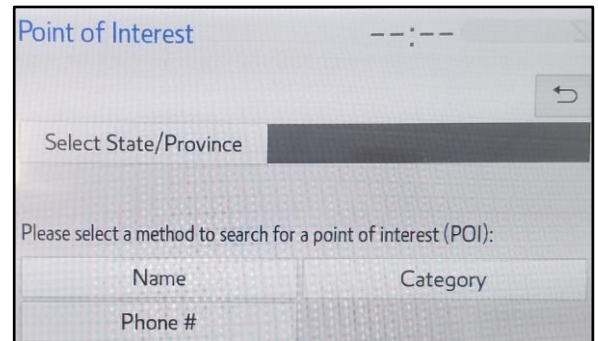 Point of Interest --:--
Select State/Province
Please select a method to search for a point of interest (POI):
Name Category
Phone #